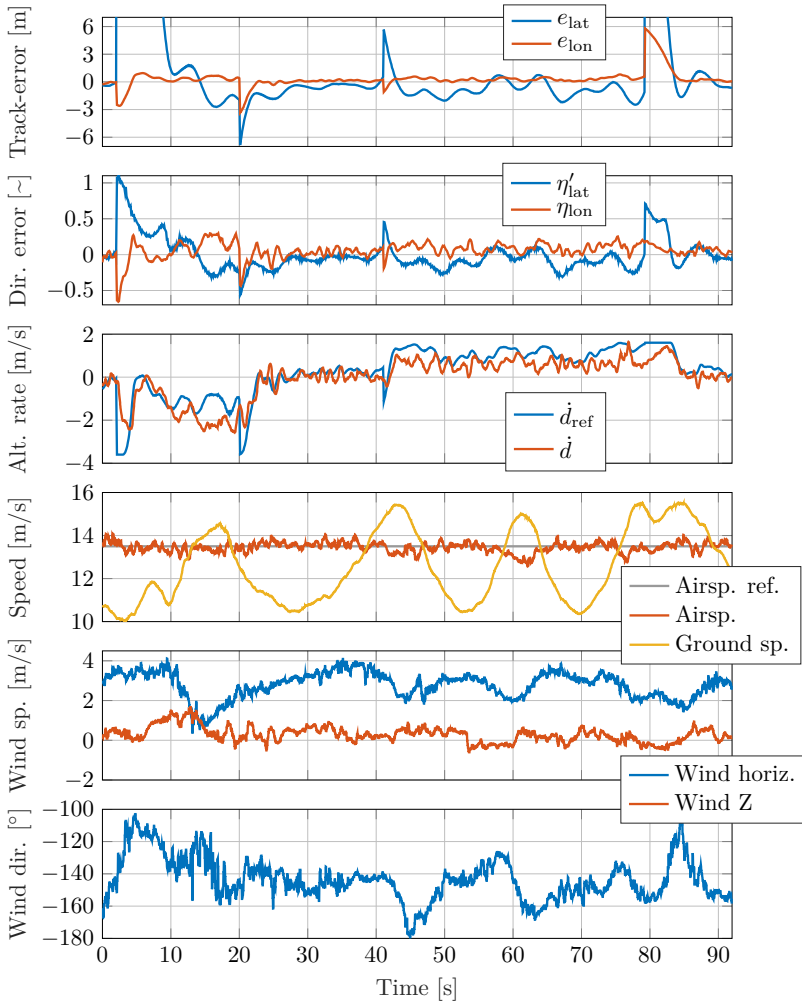 Track-error [m]
6
3
0
−3
−6
e_lat
e_lon
Dir. error [~]
1
0.5
0
−0.5
η′_lat
η_lon
Alt. rate [m/s]
2
0
−2
−4
ḋ_ref
ḋ
Speed [m/s]
16
14
12
10
Airsp. ref.
Airsp.
Ground sp.
Wind sp. [m/s]
4
2
0
−2
Wind horiz.
Wind Z
Wind dir. [°]
−100
−120
−140
−160
−180
0 10 20 30 40 50 60 70 80 90
Time [s]